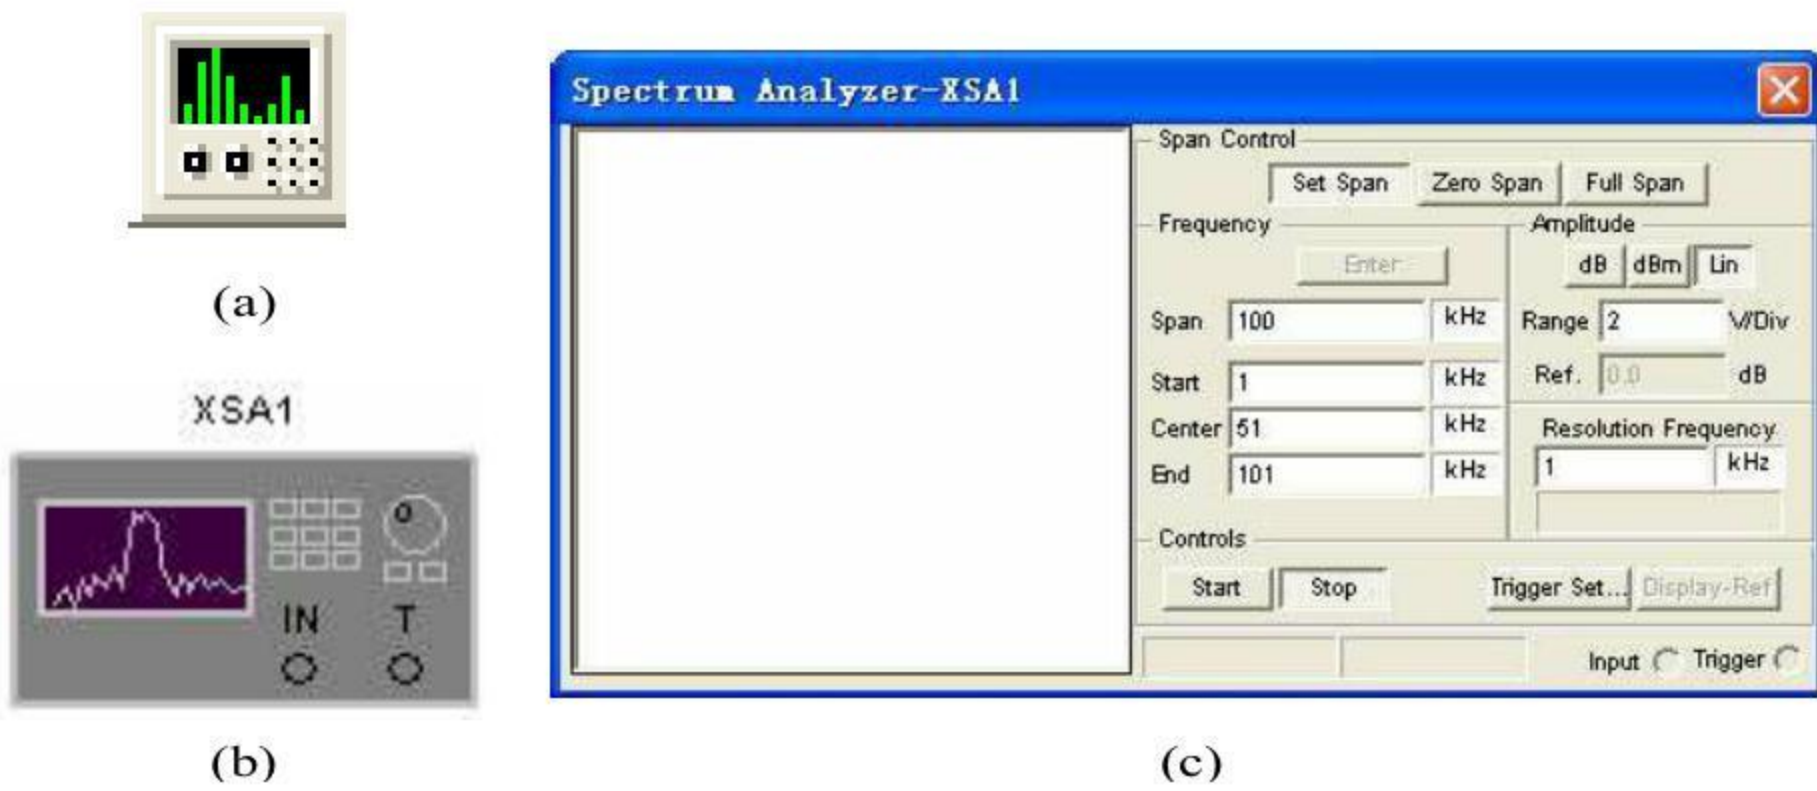 (a)
XSA1
0
IN T
(b)
Spectrum Analyzer-XSA1
Span Control
Set Span Zero Span Full Span
Frequency
Enter
Span 100 kHz
Start 1 kHz
Center 51 kHz
End 101 kHz
Amplitude
dB dBm Lin
Range 2 V/Div
Ref. 0.0 dB
Resolution Frequency
1 kHz
Controls
Start Stop Trigger Set... Display-Ref
Input Trigger
(c)